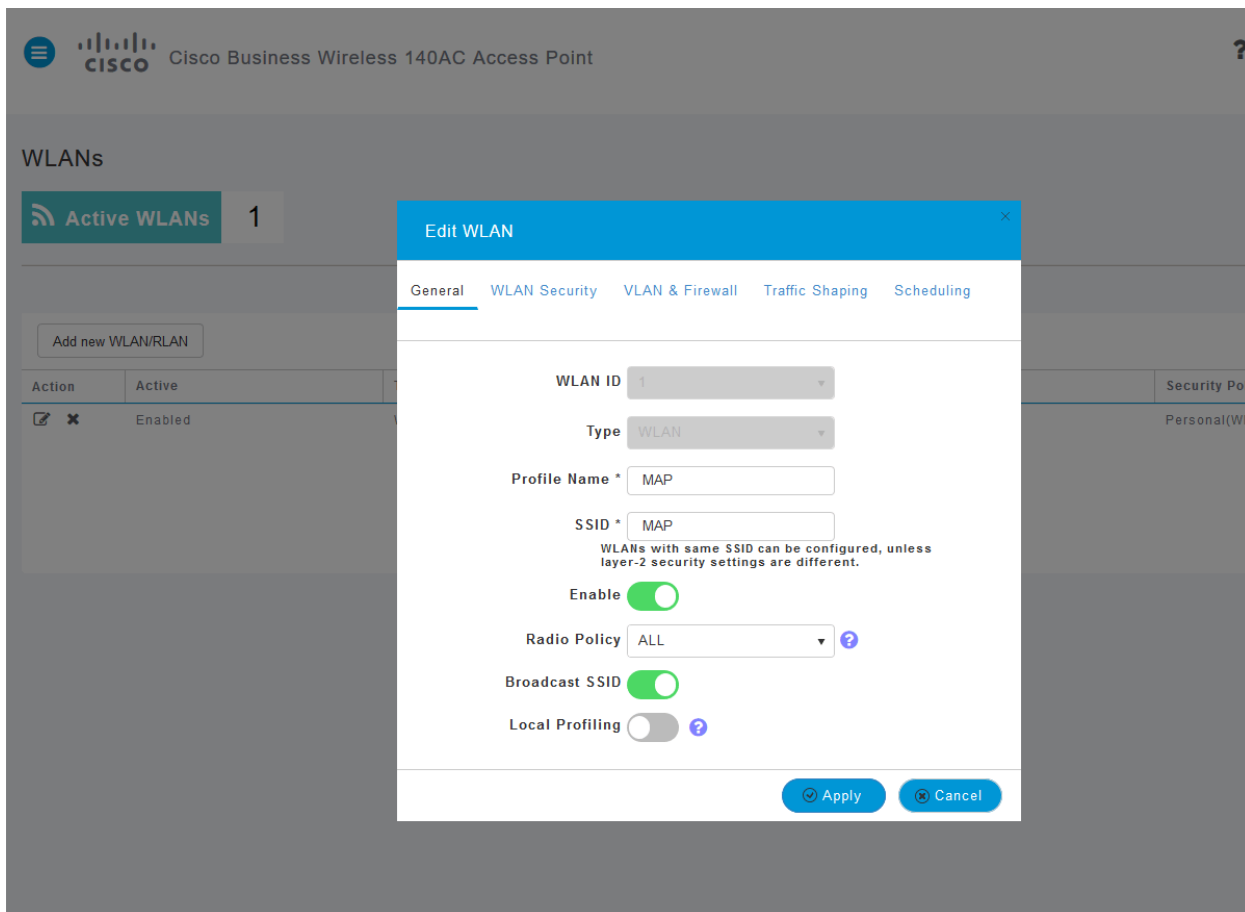 CISCO Cisco Business Wireless 140AC Access Point ?
WLANs
Active WLANs 1
Edit WLAN
General WLAN Security VLAN & Firewall Traffic Shaping Scheduling
Add new WLAN/RLAN
Action Active Security Po
Enabled Personal(W
WLAN ID 1
Type WLAN
Profile Name * MAP
SSID * MAP
WLANs with same SSID can be configured, unless
layer-2 security settings are different.
Enable
Radio Policy ALL ?
Broadcast SSID
Local Profiling ?
Apply Cancel